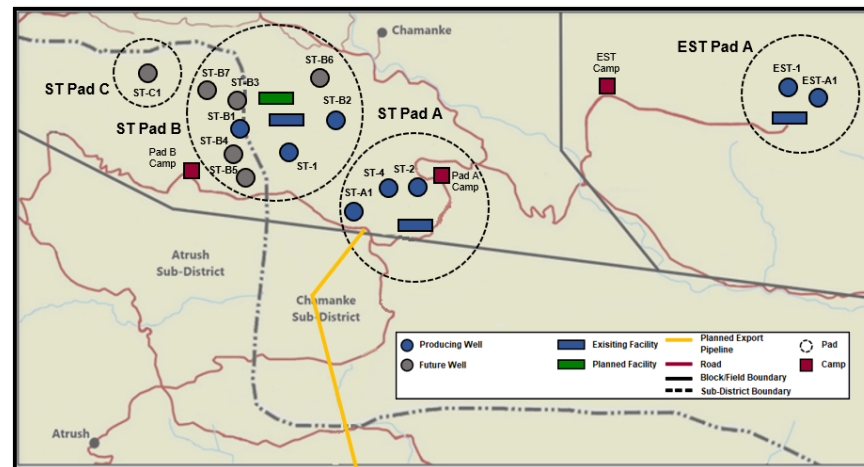 Chamanke
ST-B6
EST Pad A
EST
Camp
EST-1
EST-A1
ST-B7
ST-B3
ST Pad C
ST-C1
ST-B2
ST Pad A
ST-B1
ST Pad B
ST-B4
Pad B
Camp
ST-1
ST-B5
ST-4
ST-2
Pad A
Camp
ST-A1
Atrush
Sub-District
Chamanke
Sub-District
Producing Well
Future Well
Exisiting Facility
Planned Facility
Planned Export
Pipeline
Road
Block/Field Boundary
Sub-District Boundary
Pad
Camp
Atrush